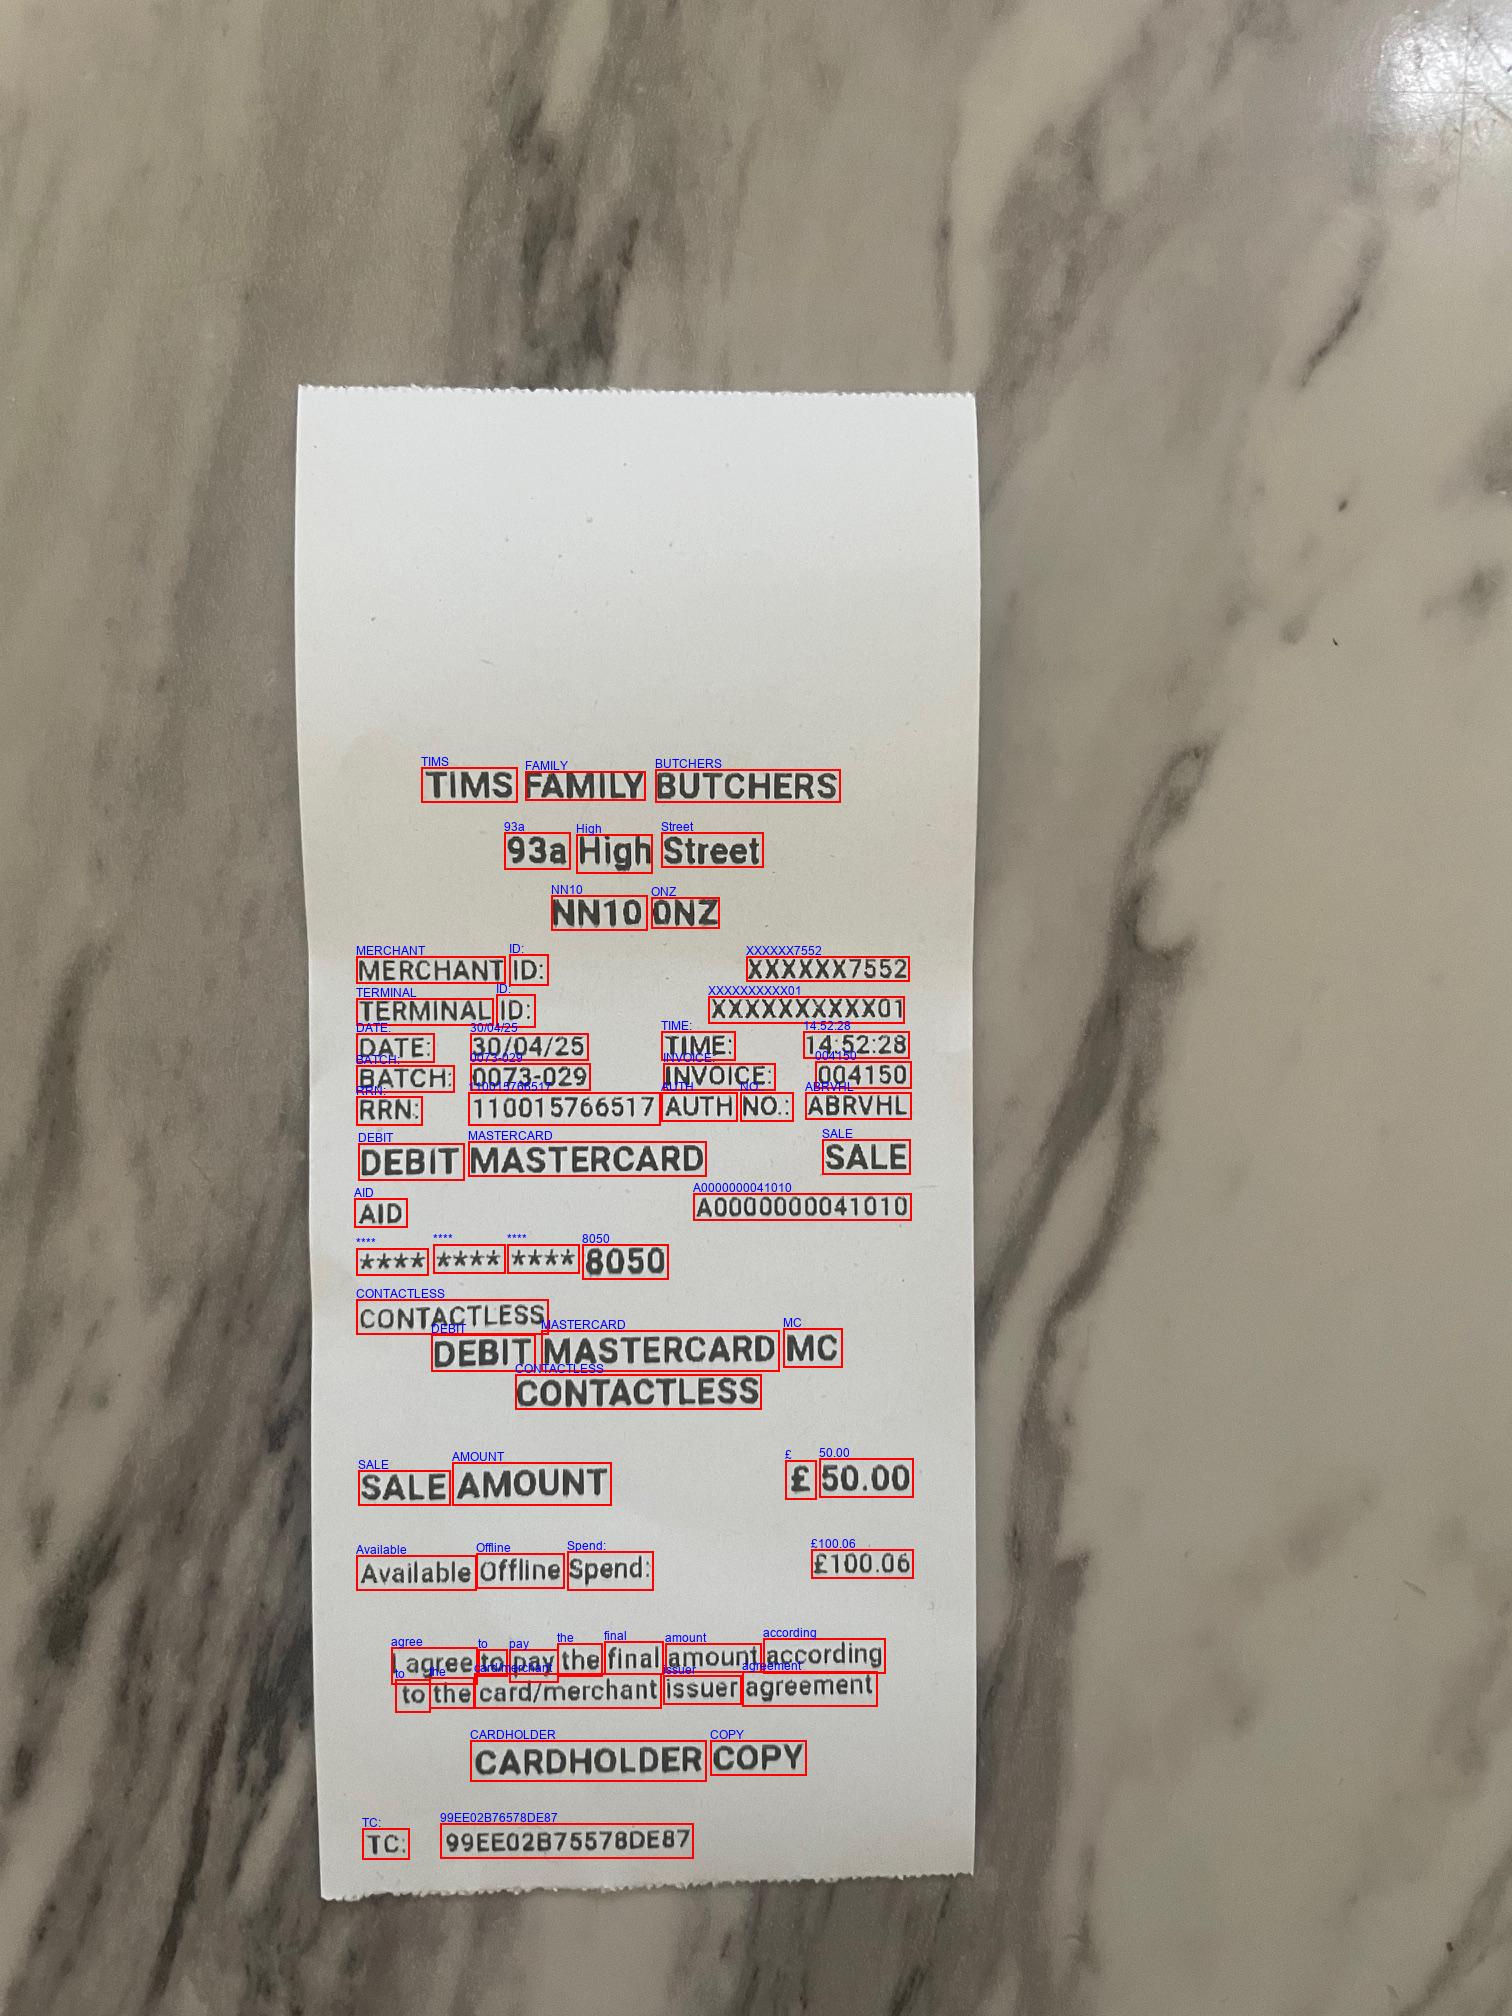 TIMS FAMILY BUTCHERS
93a High Street
NN10 0NZ
MERCHANT ID: XXXXXX7552
TERMINAL ID: XXXXXXXXXX01
DATE: 30/04/25 TIME: 14:52:28
BATCH: 0073-029 INVOICE: 004150
RRN: 110015766517 AUTH NO.: ABRVHL
DEBIT MASTERCARD SALE
AID A0000000041010
**** **** **** 8050
CONTACTLESS
DEBIT MASTERCARD MC
CONTACTLESS
SALE AMOUNT £ 50.00
Available Offline Spend: £100.06
I agree to pay the final amount according
to the card/merchant issuer agreement
CARDHOLDER COPY
TC: 99EE02B75578DE87